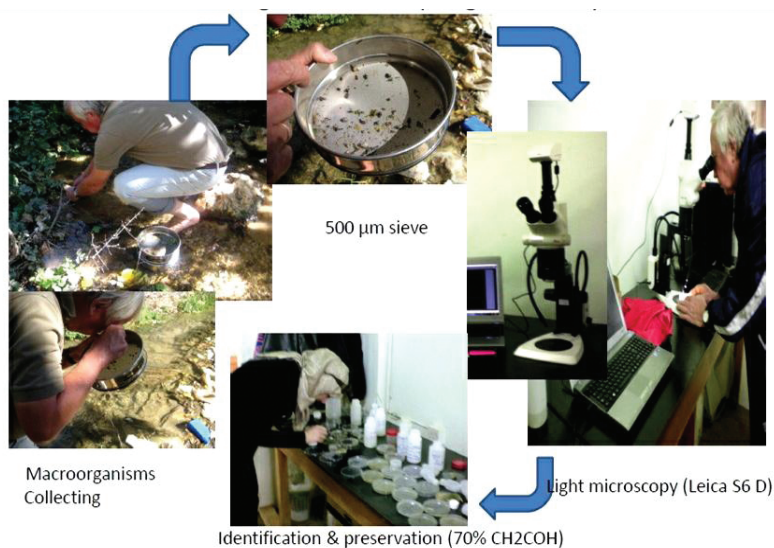 500 µm sieve
Macroorganisms
Collecting
Light microscopy (Leica S6 D)
Identification & preservation (70% CH2COH)